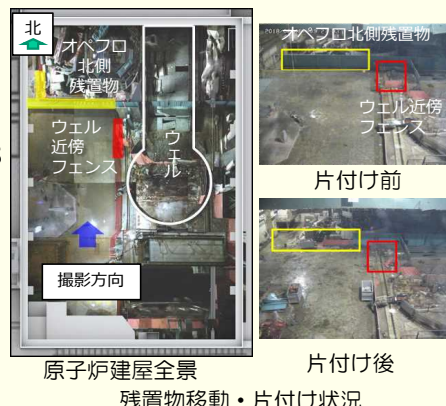 北
オペフロ
北側
残置物
ウェル
近傍
フェンス
ウェル
撮影方向
原子炉建屋全景
オペフロ北側残置物
ウェル近傍
フェンス
片付け前
片付け後
残置物移動・片付け状況